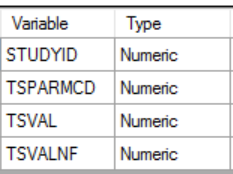 Variable Type
STUDYID Numeric
TSPARMCD Numeric
TSVAL Numeric
TSVALNF Numeric